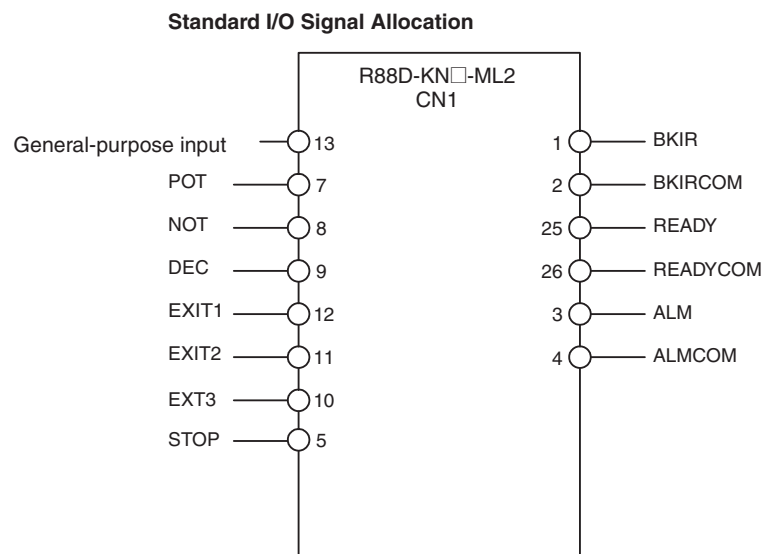 Standard I/O Signal Allocation
R88D-KN□-ML2
CN1
General-purpose input 13
POT 7
NOT 8
DEC 9
EXIT1 12
EXIT2 11
EXT3 10
STOP 5
1 BKIR
2 BKIRCOM
25 READY
26 READYCOM
3 ALM
4 ALMCOM